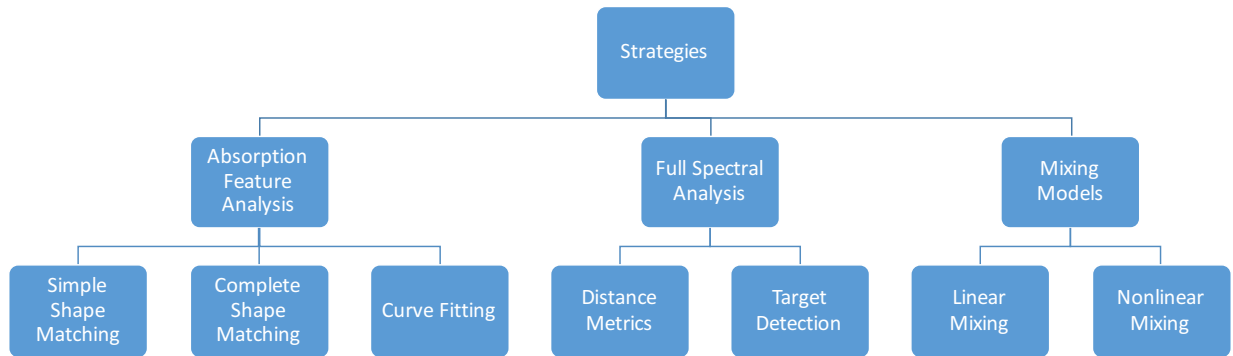 Strategies
Absorption
Feature
Analysis
Full Spectral
Analysis
Mixing
Models
Simple
Shape
Matching
Complete
Shape
Matching
Curve Fitting
Distance
Metrics
Target
Detection
Linear
Mixing
Nonlinear
Mixing